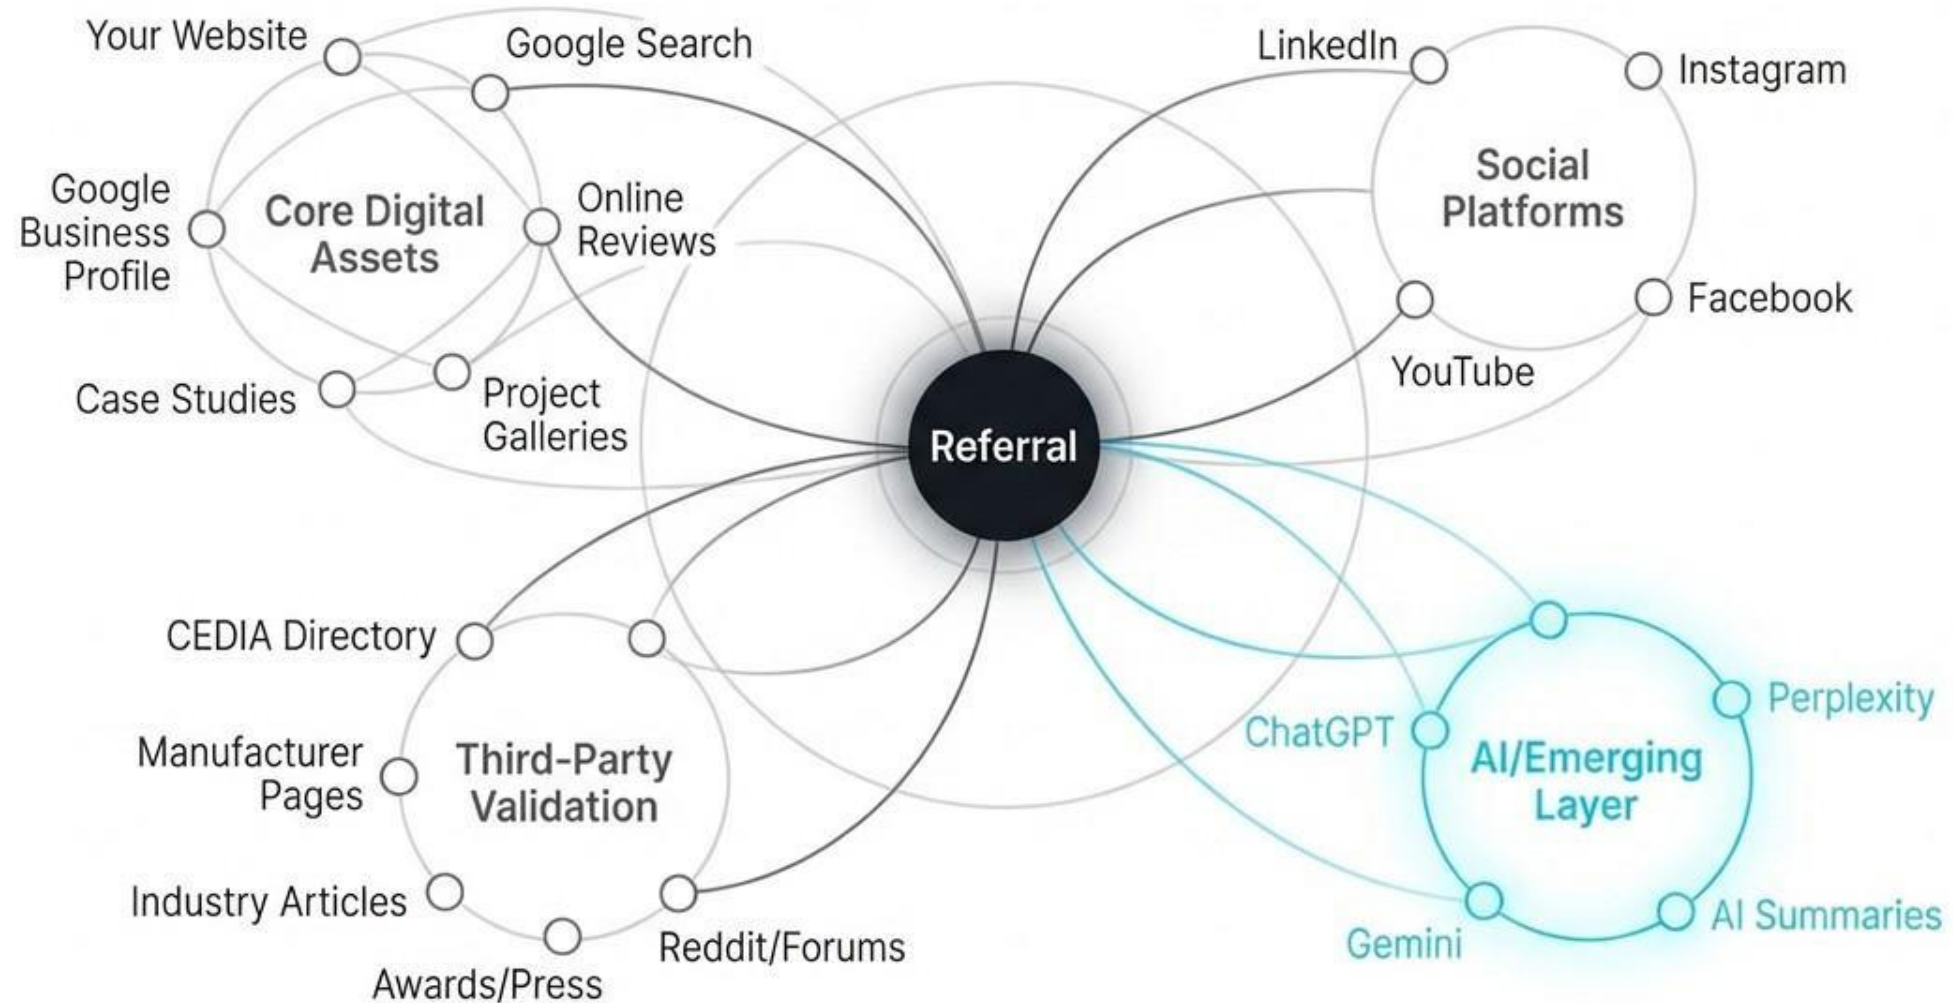 Your Website
Google Search
Google
Business
Profile
Core Digital
Assets
Online
Reviews
Case Studies
Project
Galleries
LinkedIn
Instagram
Social
Platforms
Facebook
YouTube
Referral
CEDIA Directory
Manufacturer
Pages
Third-Party
Validation
Industry Articles
Awards/Press
Reddit/Forums
ChatGPT
Perplexity
AI/Emerging
Layer
Gemini
AI Summaries